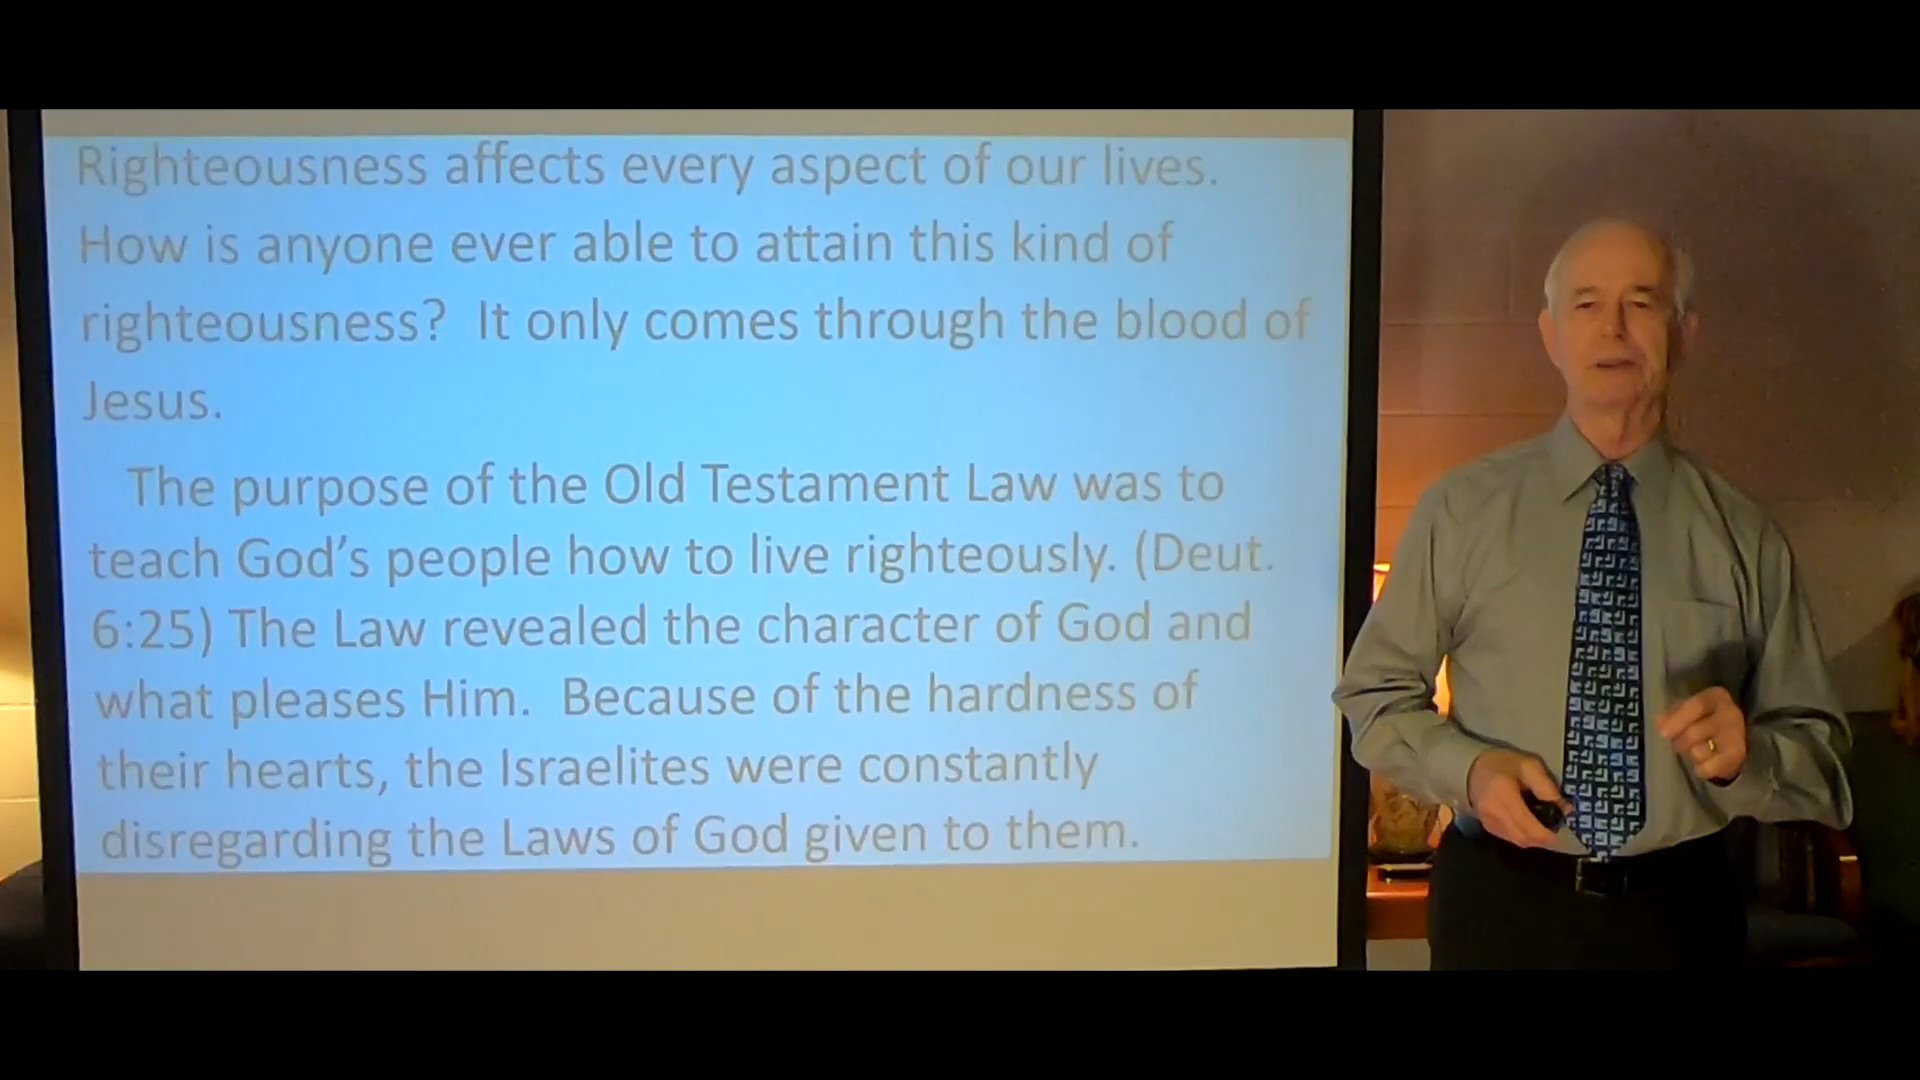 Righteousness affects every aspect of our lives.
How is anyone ever able to attain this kind of
righteousness?  It only comes through the blood of
Jesus.
The purpose of the Old Testament Law was to
teach God’s people how to live righteously. (Deut.
6:25) The Law revealed the character of God and
what pleases Him.  Because of the hardness of
their hearts, the Israelites were constantly
disregarding the Laws of God given to them.